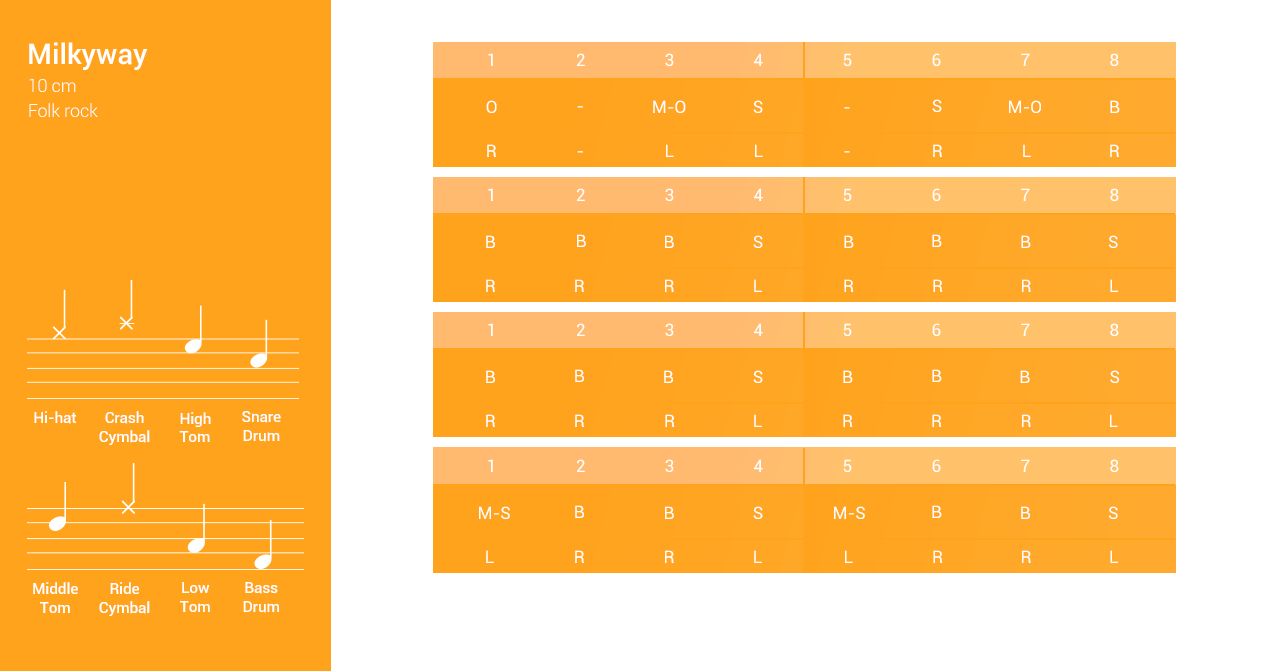 Milkyway
10 cm
Folk rock
Hi-hat Crash Cymbal High Tom Snare Drum
Middle Tom Ride Cymbal Low Tom Bass Drum
1 2 3 4 5 6 7 8
O - M-O S - S M-O B
R - L L - R L R
1 2 3 4 5 6 7 8
B B B S B B B S
R R R L R R R L
1 2 3 4 5 6 7 8
B B B S B B B S
R R R L R R R L
1 2 3 4 5 6 7 8
M-S B B S M-S B B S
L R R L L R R L